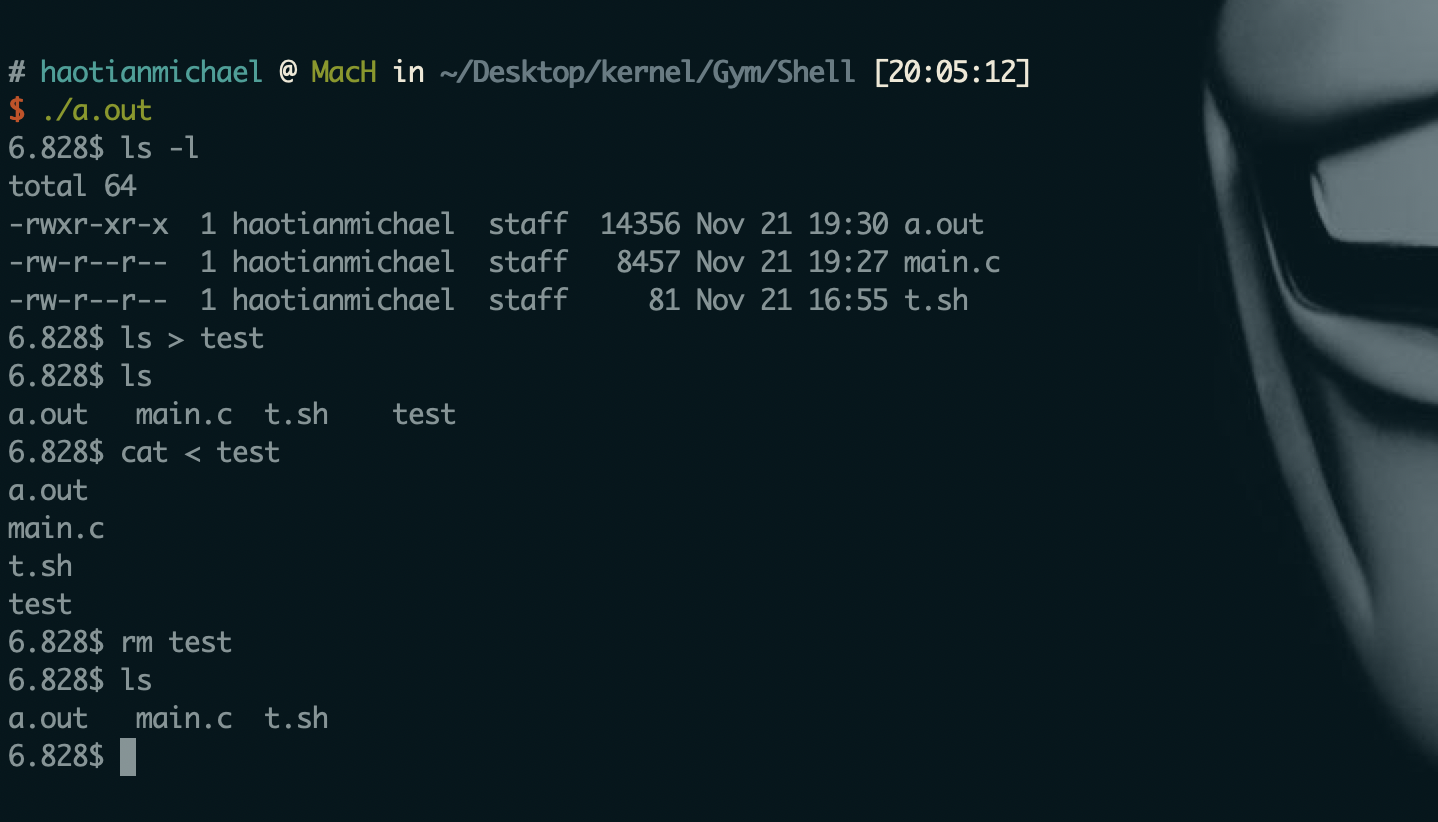 # haotianmichael @ MacH in ~/Desktop/kernel/Gym/Shell [20:05:12]
$ ./a.out
6.828$ ls -l
total 64
-rwxr-xr-x  1 haotianmichael  staff  14356 Nov 21 19:30 a.out
-rw-r--r--  1 haotianmichael  staff   8457 Nov 21 19:27 main.c
-rw-r--r--  1 haotianmichael  staff     81 Nov 21 16:55 t.sh
6.828$ ls > test
6.828$ ls
a.out   main.c  t.sh    test
6.828$ cat < test
a.out
main.c
t.sh
test
6.828$ rm test
6.828$ ls
a.out   main.c  t.sh
6.828$